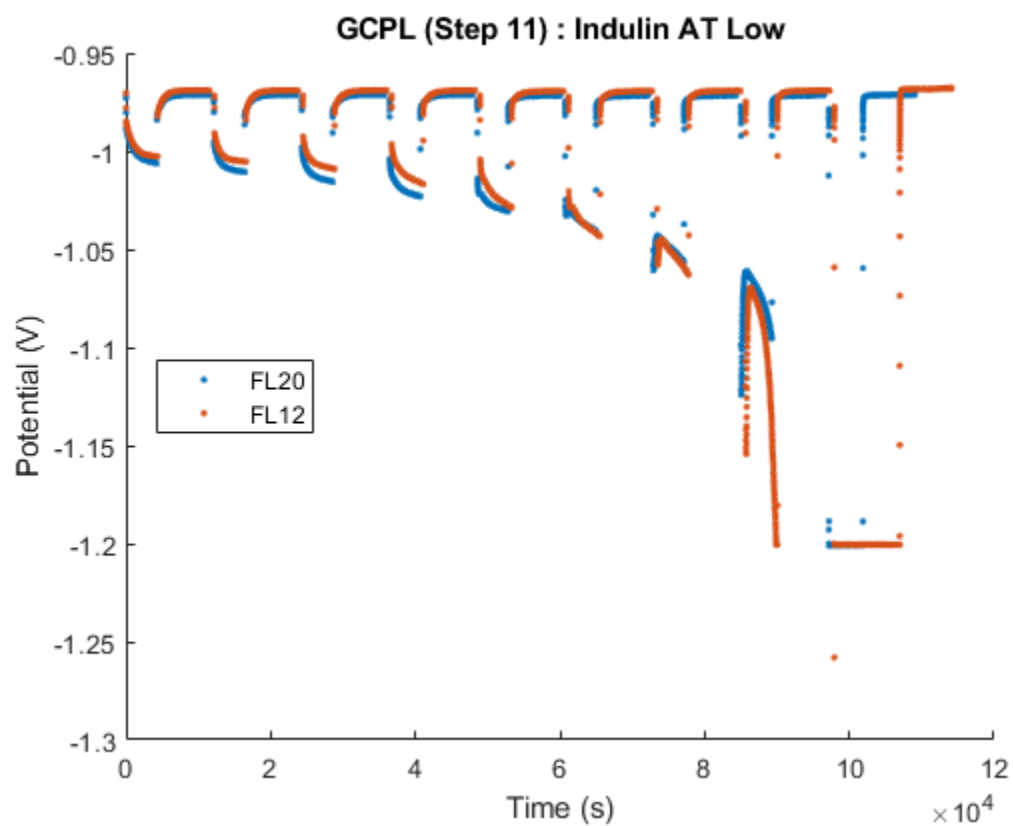 GCPL (Step 11) : Indulin AT Low
-0.95
-1
-1.05
-1.1
-1.15
-1.2
-1.25
-1.3
Potential (V)
FL20
FL12
0 2 4 6 8 10 12
Time (s)
×10⁴